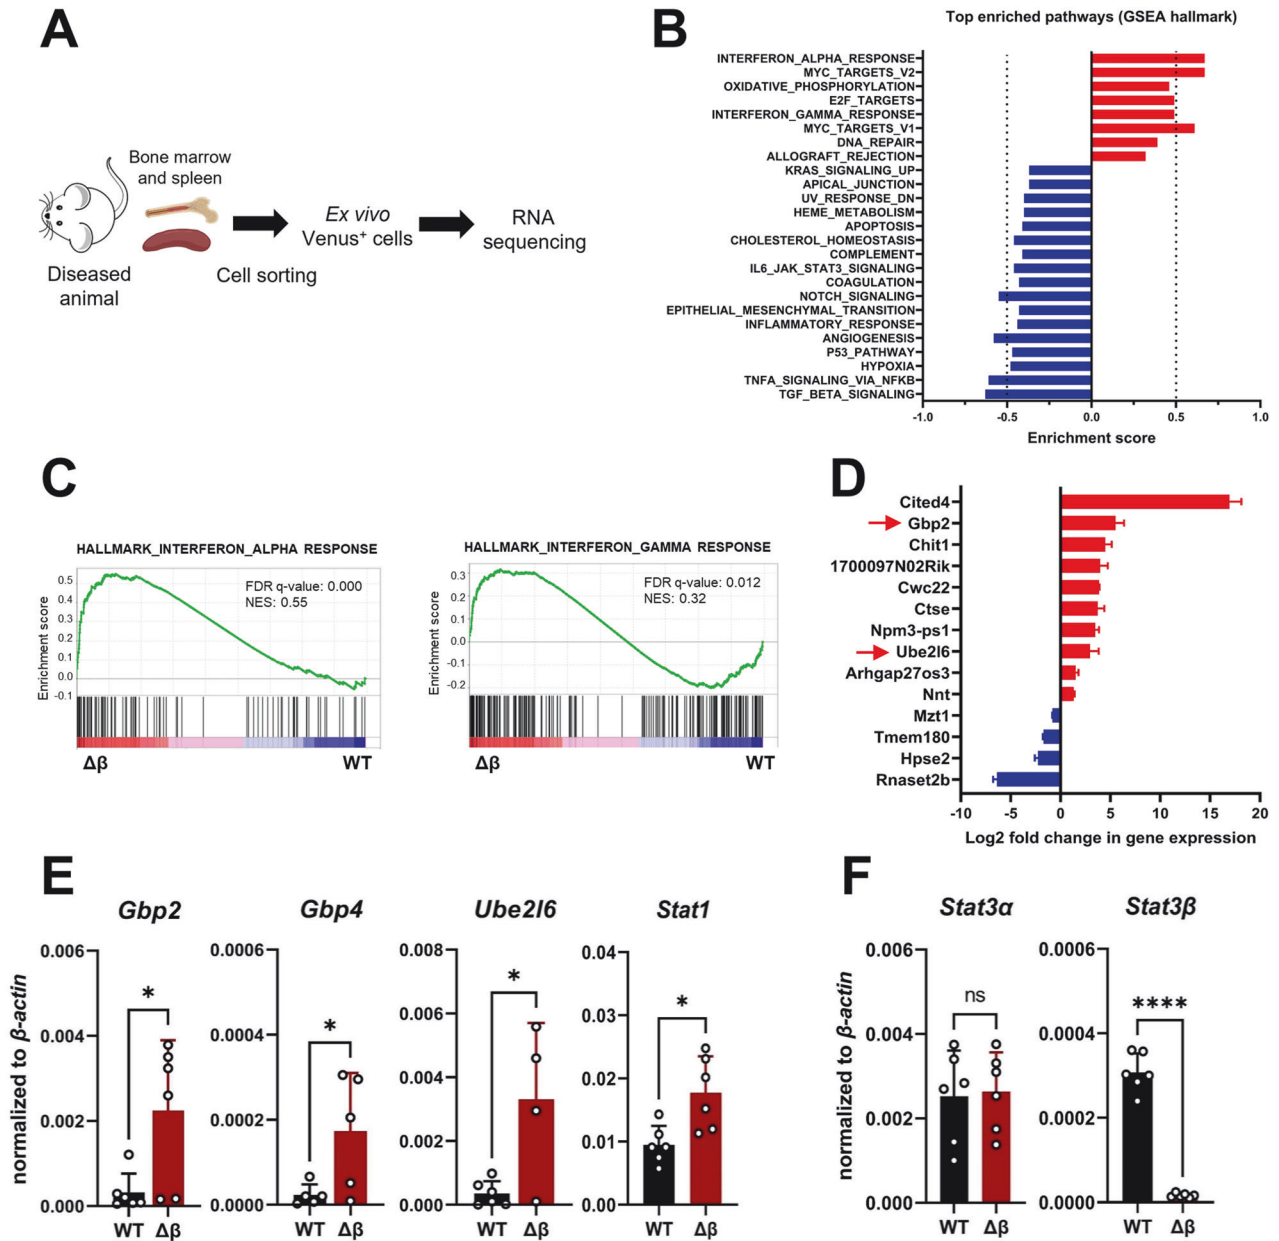 A
Bone marrow
and spleen
Ex vivo
Venus⁺ cells
RNA
sequencing
Diseased
animal
Cell sorting
B
Top enriched pathways (GSEA hallmark)
INTERFERON_ALPHA_RESPONSE
MYC_TARGETS_V2
OXIDATIVE_PHOSPHORYLATION
E2F_TARGETS
INTERFERON_GAMMA_RESPONSE
MYC_TARGETS_V1
DNA_REPAIR
ALLOGRAFT_REJECTION
KRAS_SIGNALING_UP
APICAL_JUNCTION
UV_RESPONSE_DN
HEME_METABOLISM
APOPTOSIS
CHOLESTEROL_HOMEOSTASIS
COMPLEMENT
IL6_JAK_STAT3_SIGNALING
COAGULATION
NOTCH_SIGNALING
EPITHELIAL_MESENCHYMAL_TRANSITION
INFLAMMATORY_RESPONSE
ANGIOGENESIS
P53_PATHWAY
HYPOXIA
TNFA_SIGNALING_VIA_NFKB
TGF_BETA_SIGNALING
-1.0 -0.5 0.0 0.5 1.0
Enrichment score
C
HALLMARK_INTERFERON_ALPHA RESPONSE
FDR q-value: 0.000
NES: 0.55
Enrichment score
0.5
0.4
0.3
0.2
0.1
0.0
-0.1
Δβ WT
HALLMARK_INTERFERON_GAMMA RESPONSE
FDR q-value: 0.012
NES: 0.32
Enrichment score
0.3
0.2
0.1
0.0
-0.1
-0.2
Δβ WT
D
Cited4
Gbp2
Chit1
1700097N02Rik
Cwc22
Ctse
Npm3-ps1
Ube2l6
Arhgap27os3
Nnt
Mzt1
Tmem180
Hpse2
Rnaset2b
-10 -5 0 5 10 15 20
Log2 fold change in gene expression
E
normalized to β-actin
Gbp2
0.006
0.004
0.002
0.000
*
WT Δβ
Gbp4
0.0006
0.0004
0.0002
0.0000
*
WT Δβ
Ube2l6
0.008
0.006
0.004
0.002
0.000
*
WT Δβ
Stat1
0.04
0.03
0.02
0.01
0.00
*
WT Δβ
F
normalized to β-actin
Stat3α
0.006
0.004
0.002
0.000
ns
WT Δβ
Stat3β
0.0006
0.0004
0.0002
0.0000
****
WT Δβ